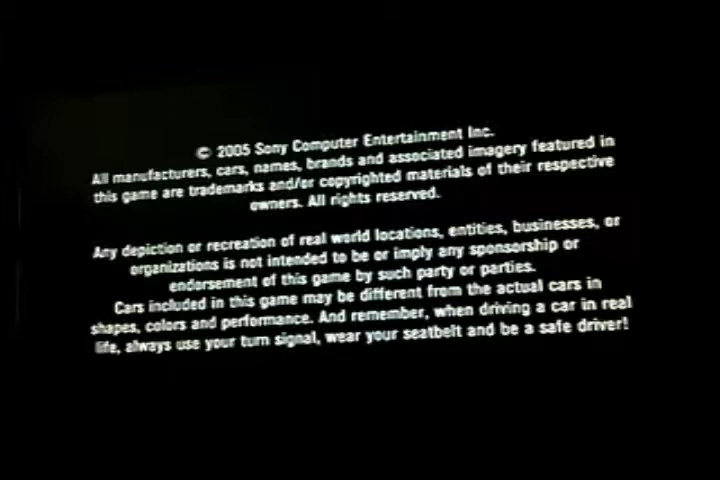 © 2005 Sony Computer Entertainment Inc.
All manufacturers, cars, names, brands and associated imagery featured in
this game are trademarks and/or copyrighted materials of their respective
owners. All rights reserved.
Any depiction or recreation of real world locations, entities, businesses, or
organizations is not intended to be or imply any sponsorship or
endorsement of this game by such party or parties.
Cars included in this game may be different from the actual cars in
shapes, colors and performance. And remember, when driving a car in real
life, always use your turn signal, wear your seatbelt and be a safe driver!